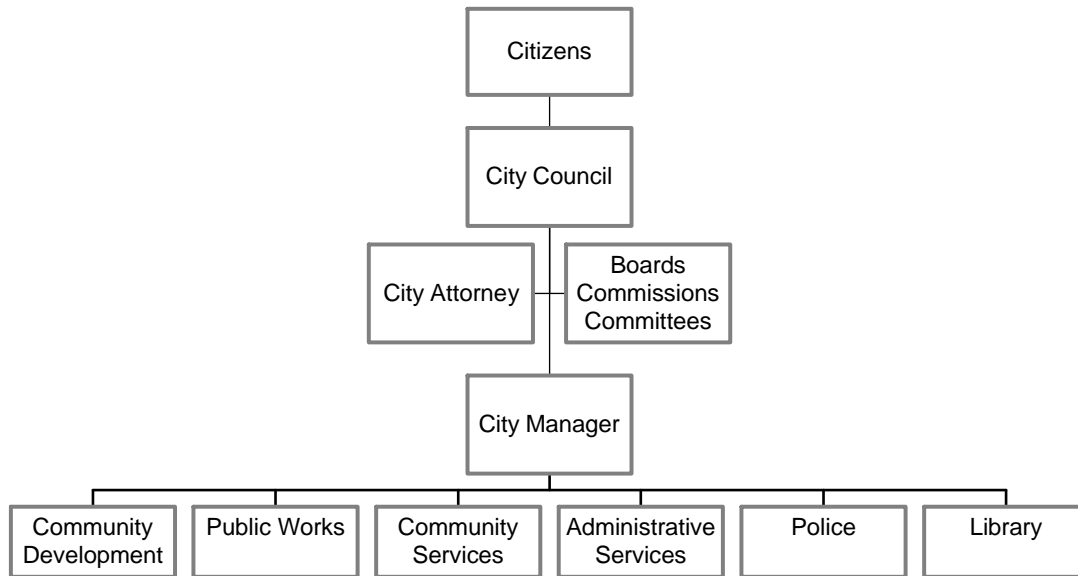 Citizens
City Council
City Attorney
Boards
Commissions
Committees
City Manager
Community
Development
Public Works
Community
Services
Administrative
Services
Police
Library